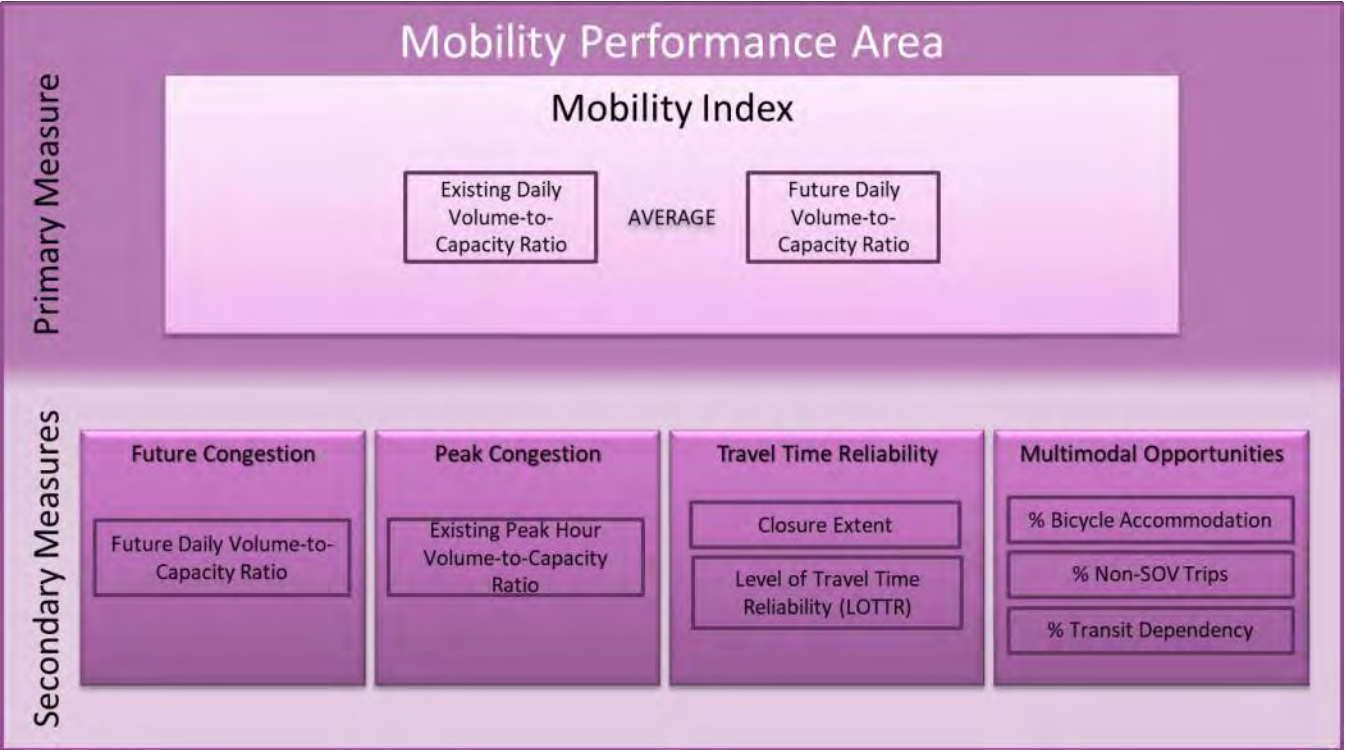 Mobility Performance Area
Primary Measure
Mobility Index
Existing Daily
Volume-to-
Capacity Ratio
AVERAGE
Future Daily
Volume-to-
Capacity Ratio
Secondary Measures
Future Congestion
Future Daily Volume-to-
Capacity Ratio
Peak Congestion
Existing Peak Hour
Volume-to-Capacity
Ratio
Travel Time Reliability
Closure Extent
Level of Travel Time
Reliability (LOTTR)
Multimodal Opportunities
% Bicycle Accommodation
% Non-SOV Trips
% Transit Dependency